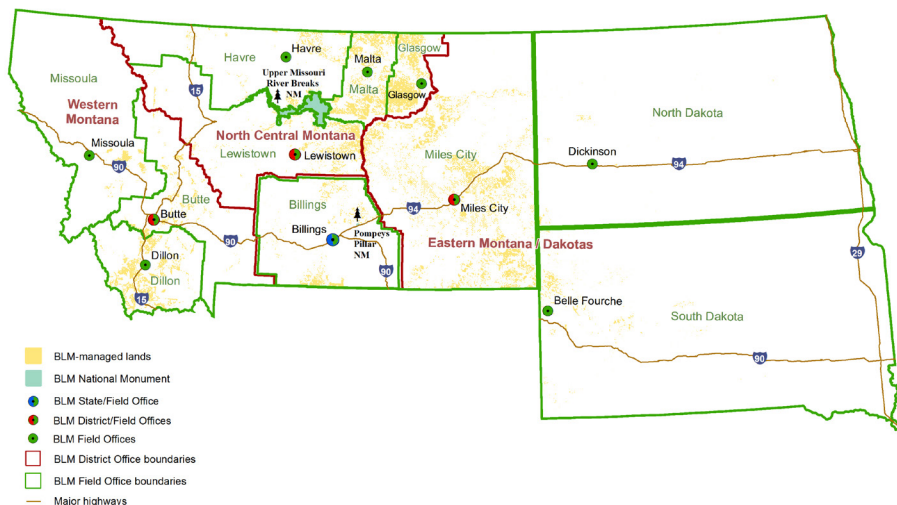 Havre
Havre
Glasgow
Malta
Missoula
Upper Missouri
River Breaks
NM
15
Malta
Glasgow
North Dakota
Western
Montana
North Central Montana
Missoula
Lewistown
Lewistown
Miles City
Dickinson
90
94
Butte
Billings
Butte
94
Miles City
Billings
Pompeys
Pillar
NM
90
Eastern Montana / Dakotas
Dillon
Dillon
90
29
15
Belle Fourche
South Dakota
90
BLM-managed lands
BLM National Monument
BLM State/Field Office
BLM District/Field Offices
BLM Field Offices
BLM District Office boundaries
BLM Field Office boundaries
Major highways